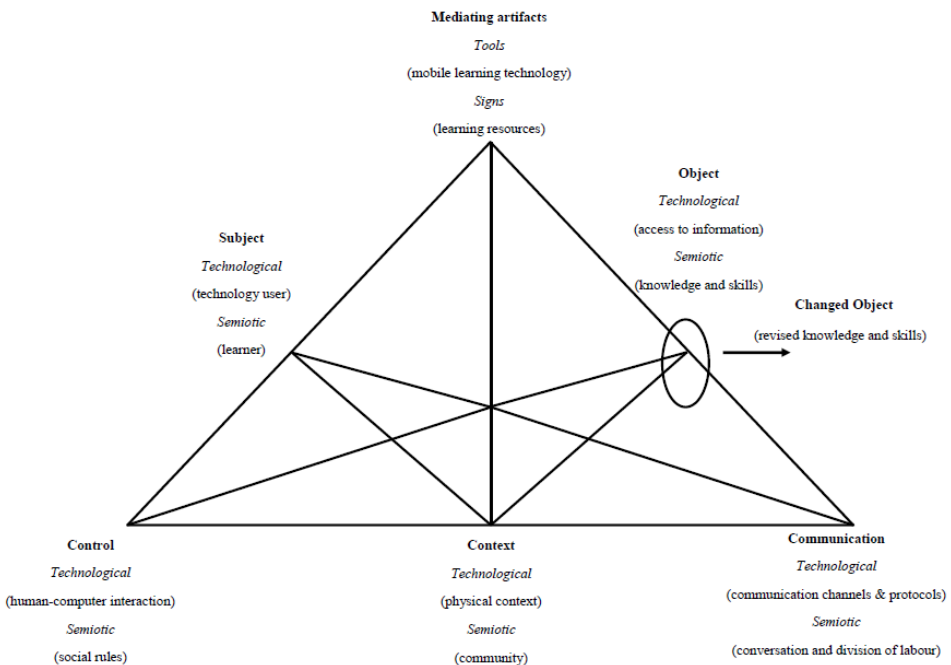 Mediating artifacts
Tools
(mobile learning technology)
Signs
(learning resources)
Object
Technological
(access to information)
Semiotic
(knowledge and skills)
Subject
Technological
(technology user)
Semiotic
(learner)
Changed Object
(revised knowledge and skills)
Control
Technological
(human-computer interaction)
Semiotic
(social rules)
Context
Technological
(physical context)
Semiotic
(community)
Communication
Technological
(communication channels & protocols)
Semiotic
(conversation and division of labour)